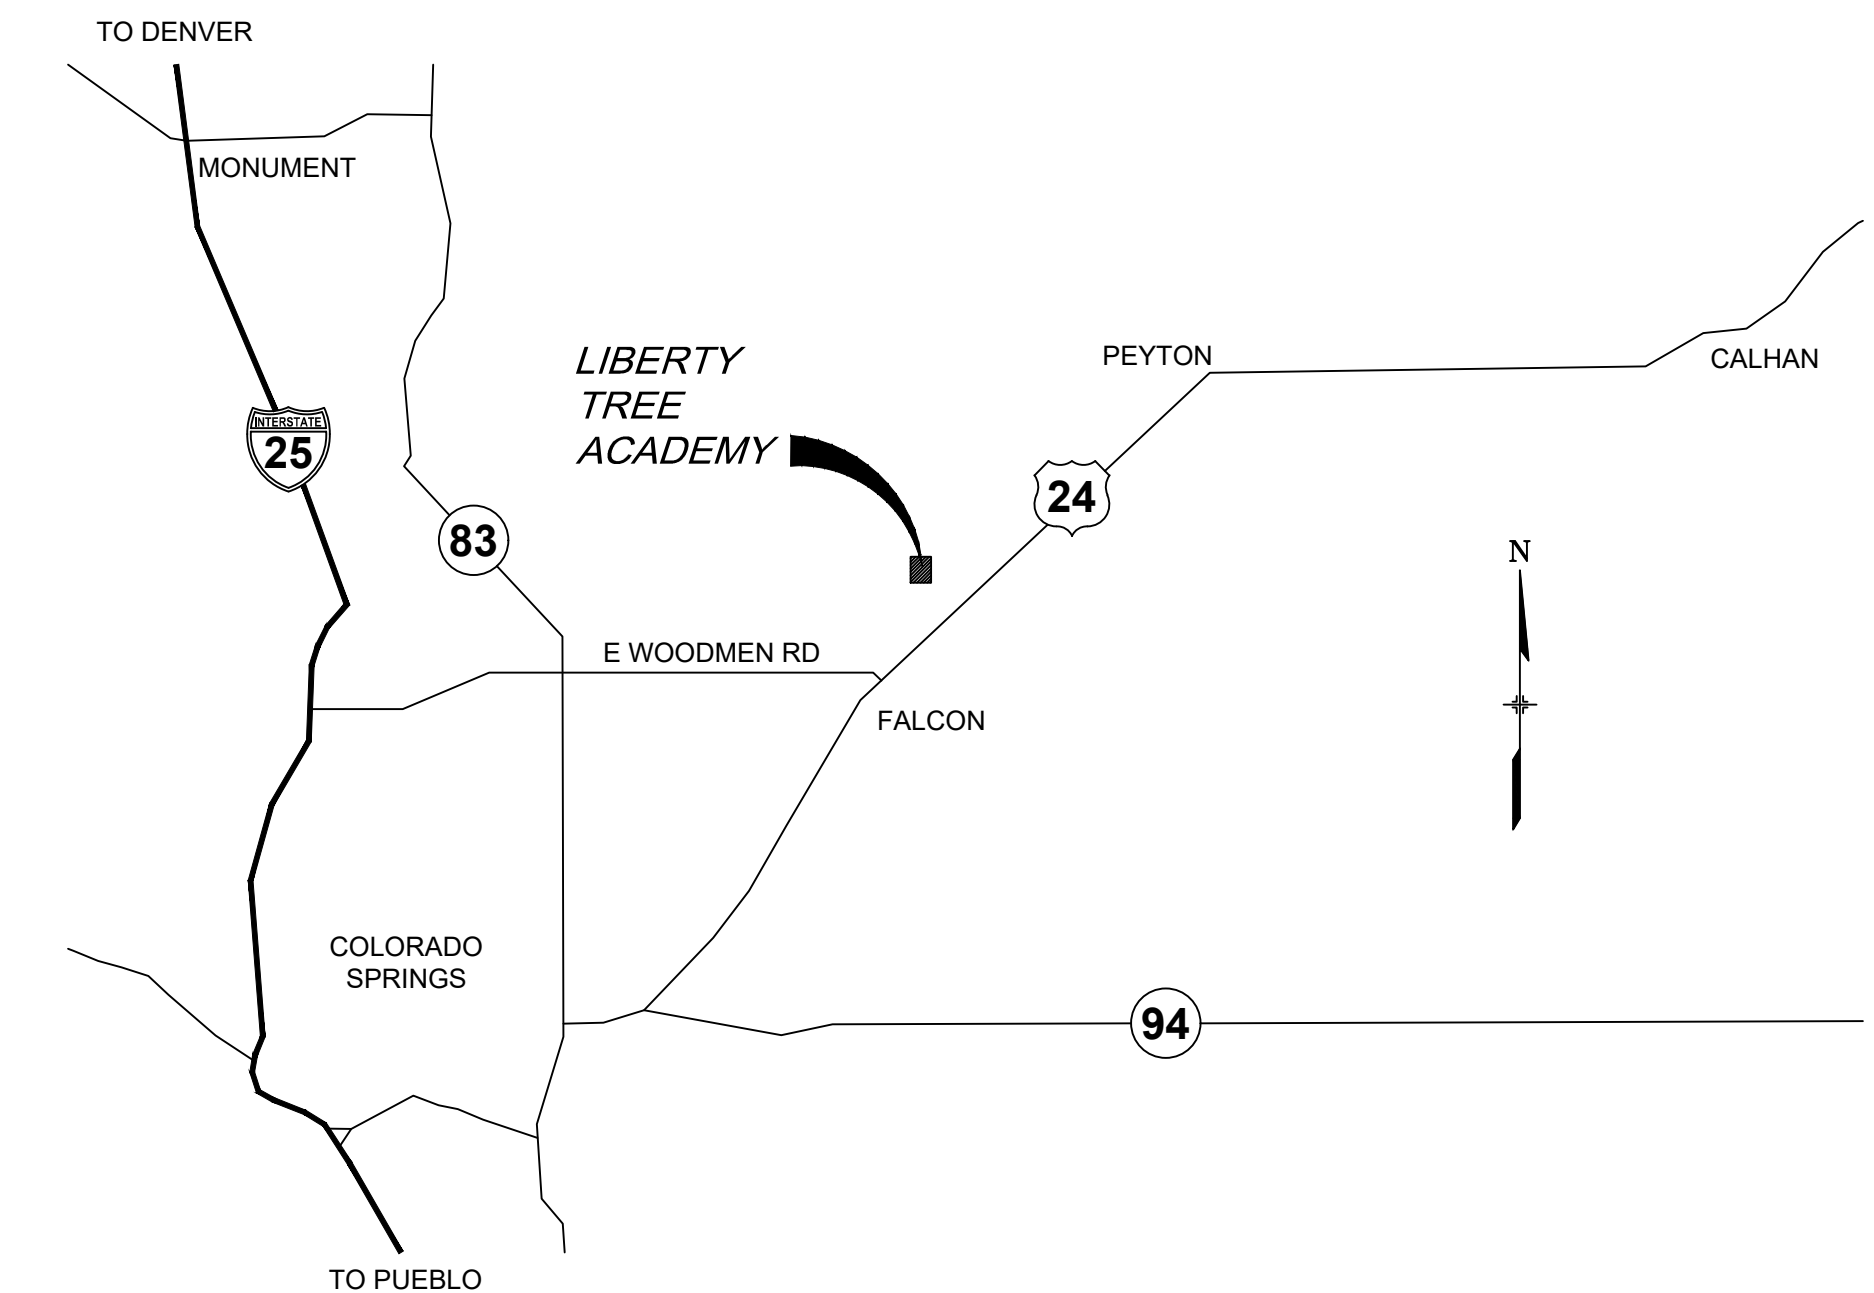 TO DENVER
MONUMENT
LIBERTY
TREE
ACADEMY
PEYTON
CALHAN
INTERSTATE
25
24
83
N
E WOODMEN RD
FALCON
COLORADO
SPRINGS
94
TO PUEBLO